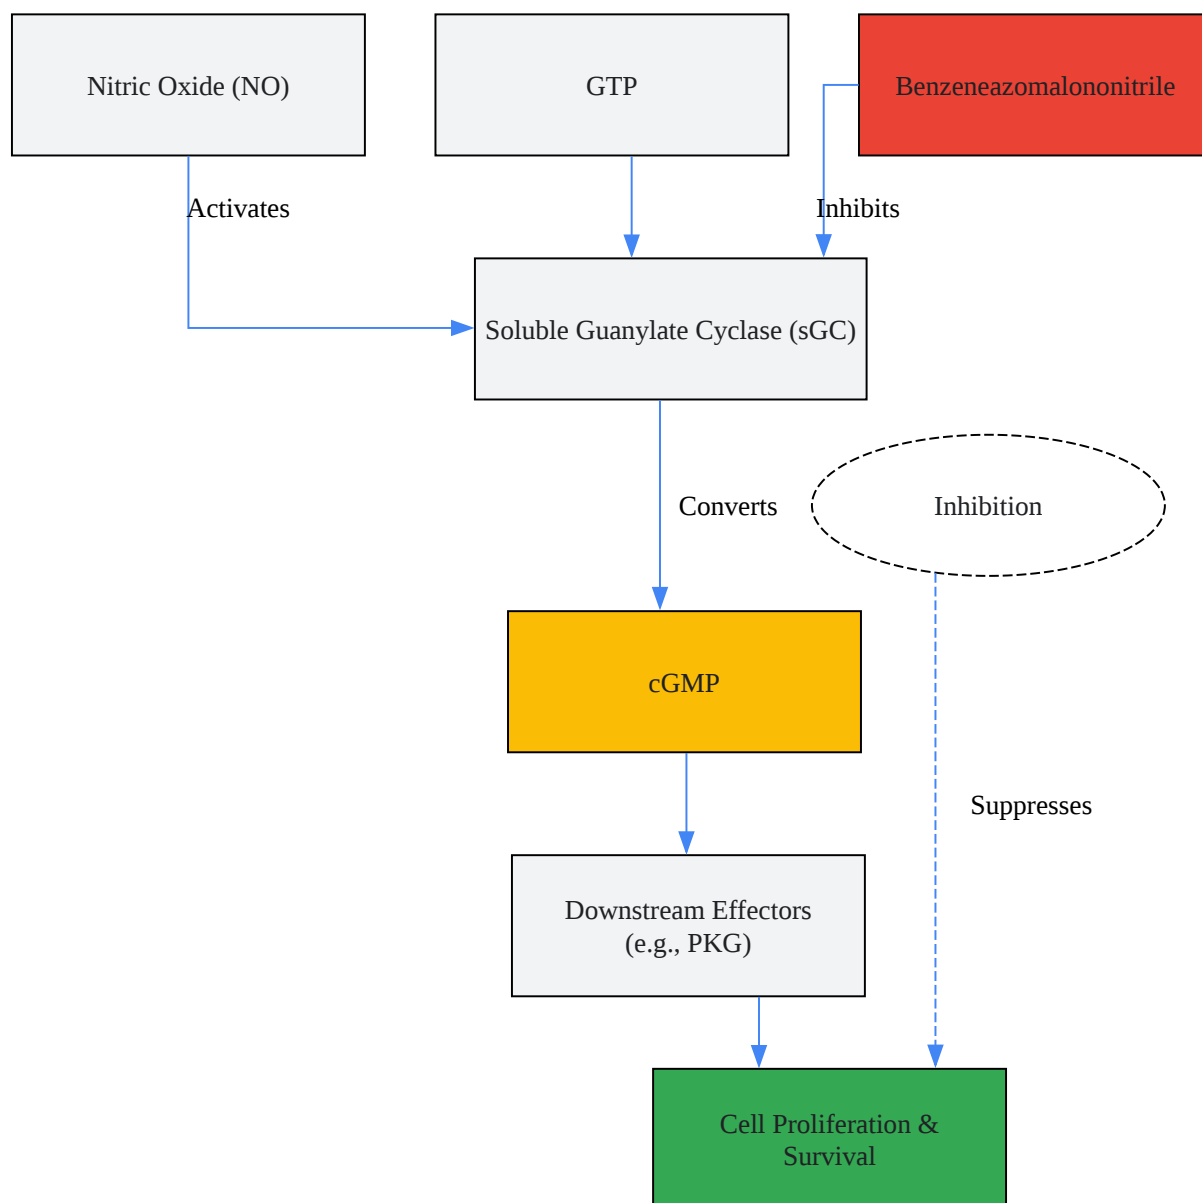 Nitric Oxide (NO)
GTP
Benzeneazomalononitrile
Activates
Inhibits
Soluble Guanylate Cyclase (sGC)
Converts
Inhibition
cGMP
Suppresses
Downstream Effectors
(e.g., PKG)
Cell Proliferation &
Survival